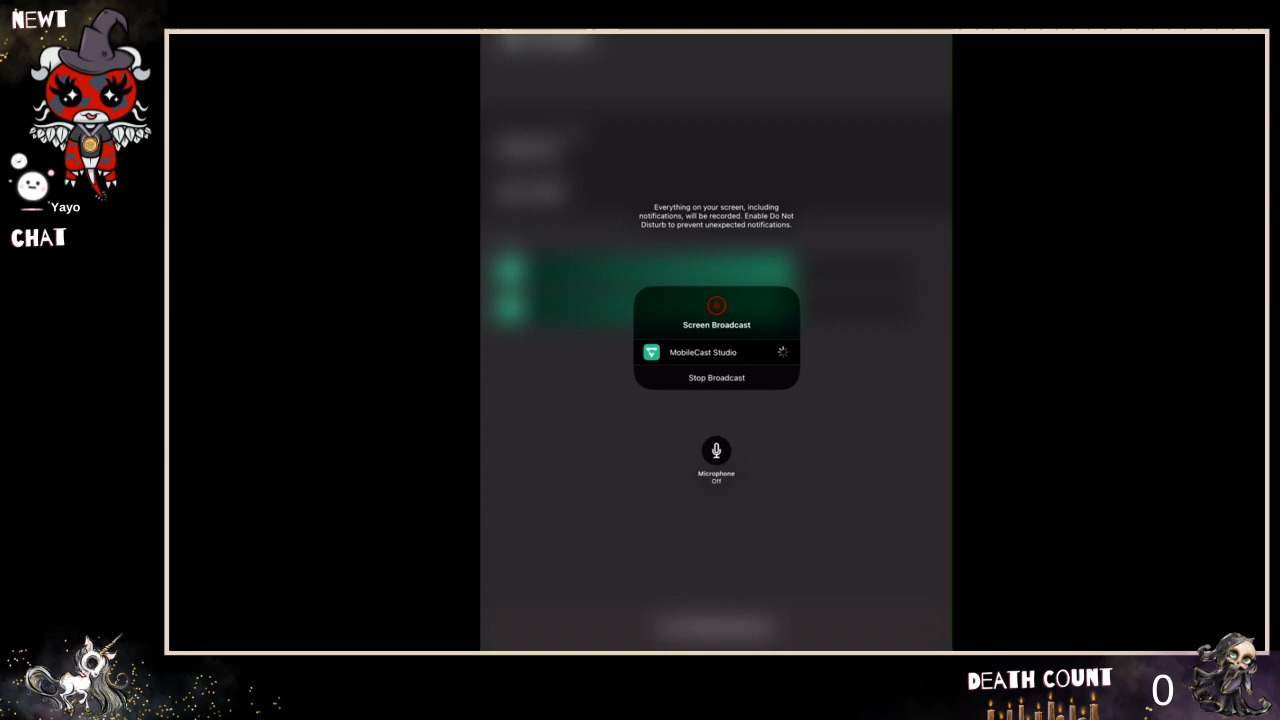 NEWT
Yayo
CHAT
Everything on your screen, including
notifications, will be recorded. Enable Do Not
Disturb to prevent unexpected notifications.
Screen Broadcast
MobileCast Studio
Stop Broadcast
Microphone
Off
DEATH COUNT
0